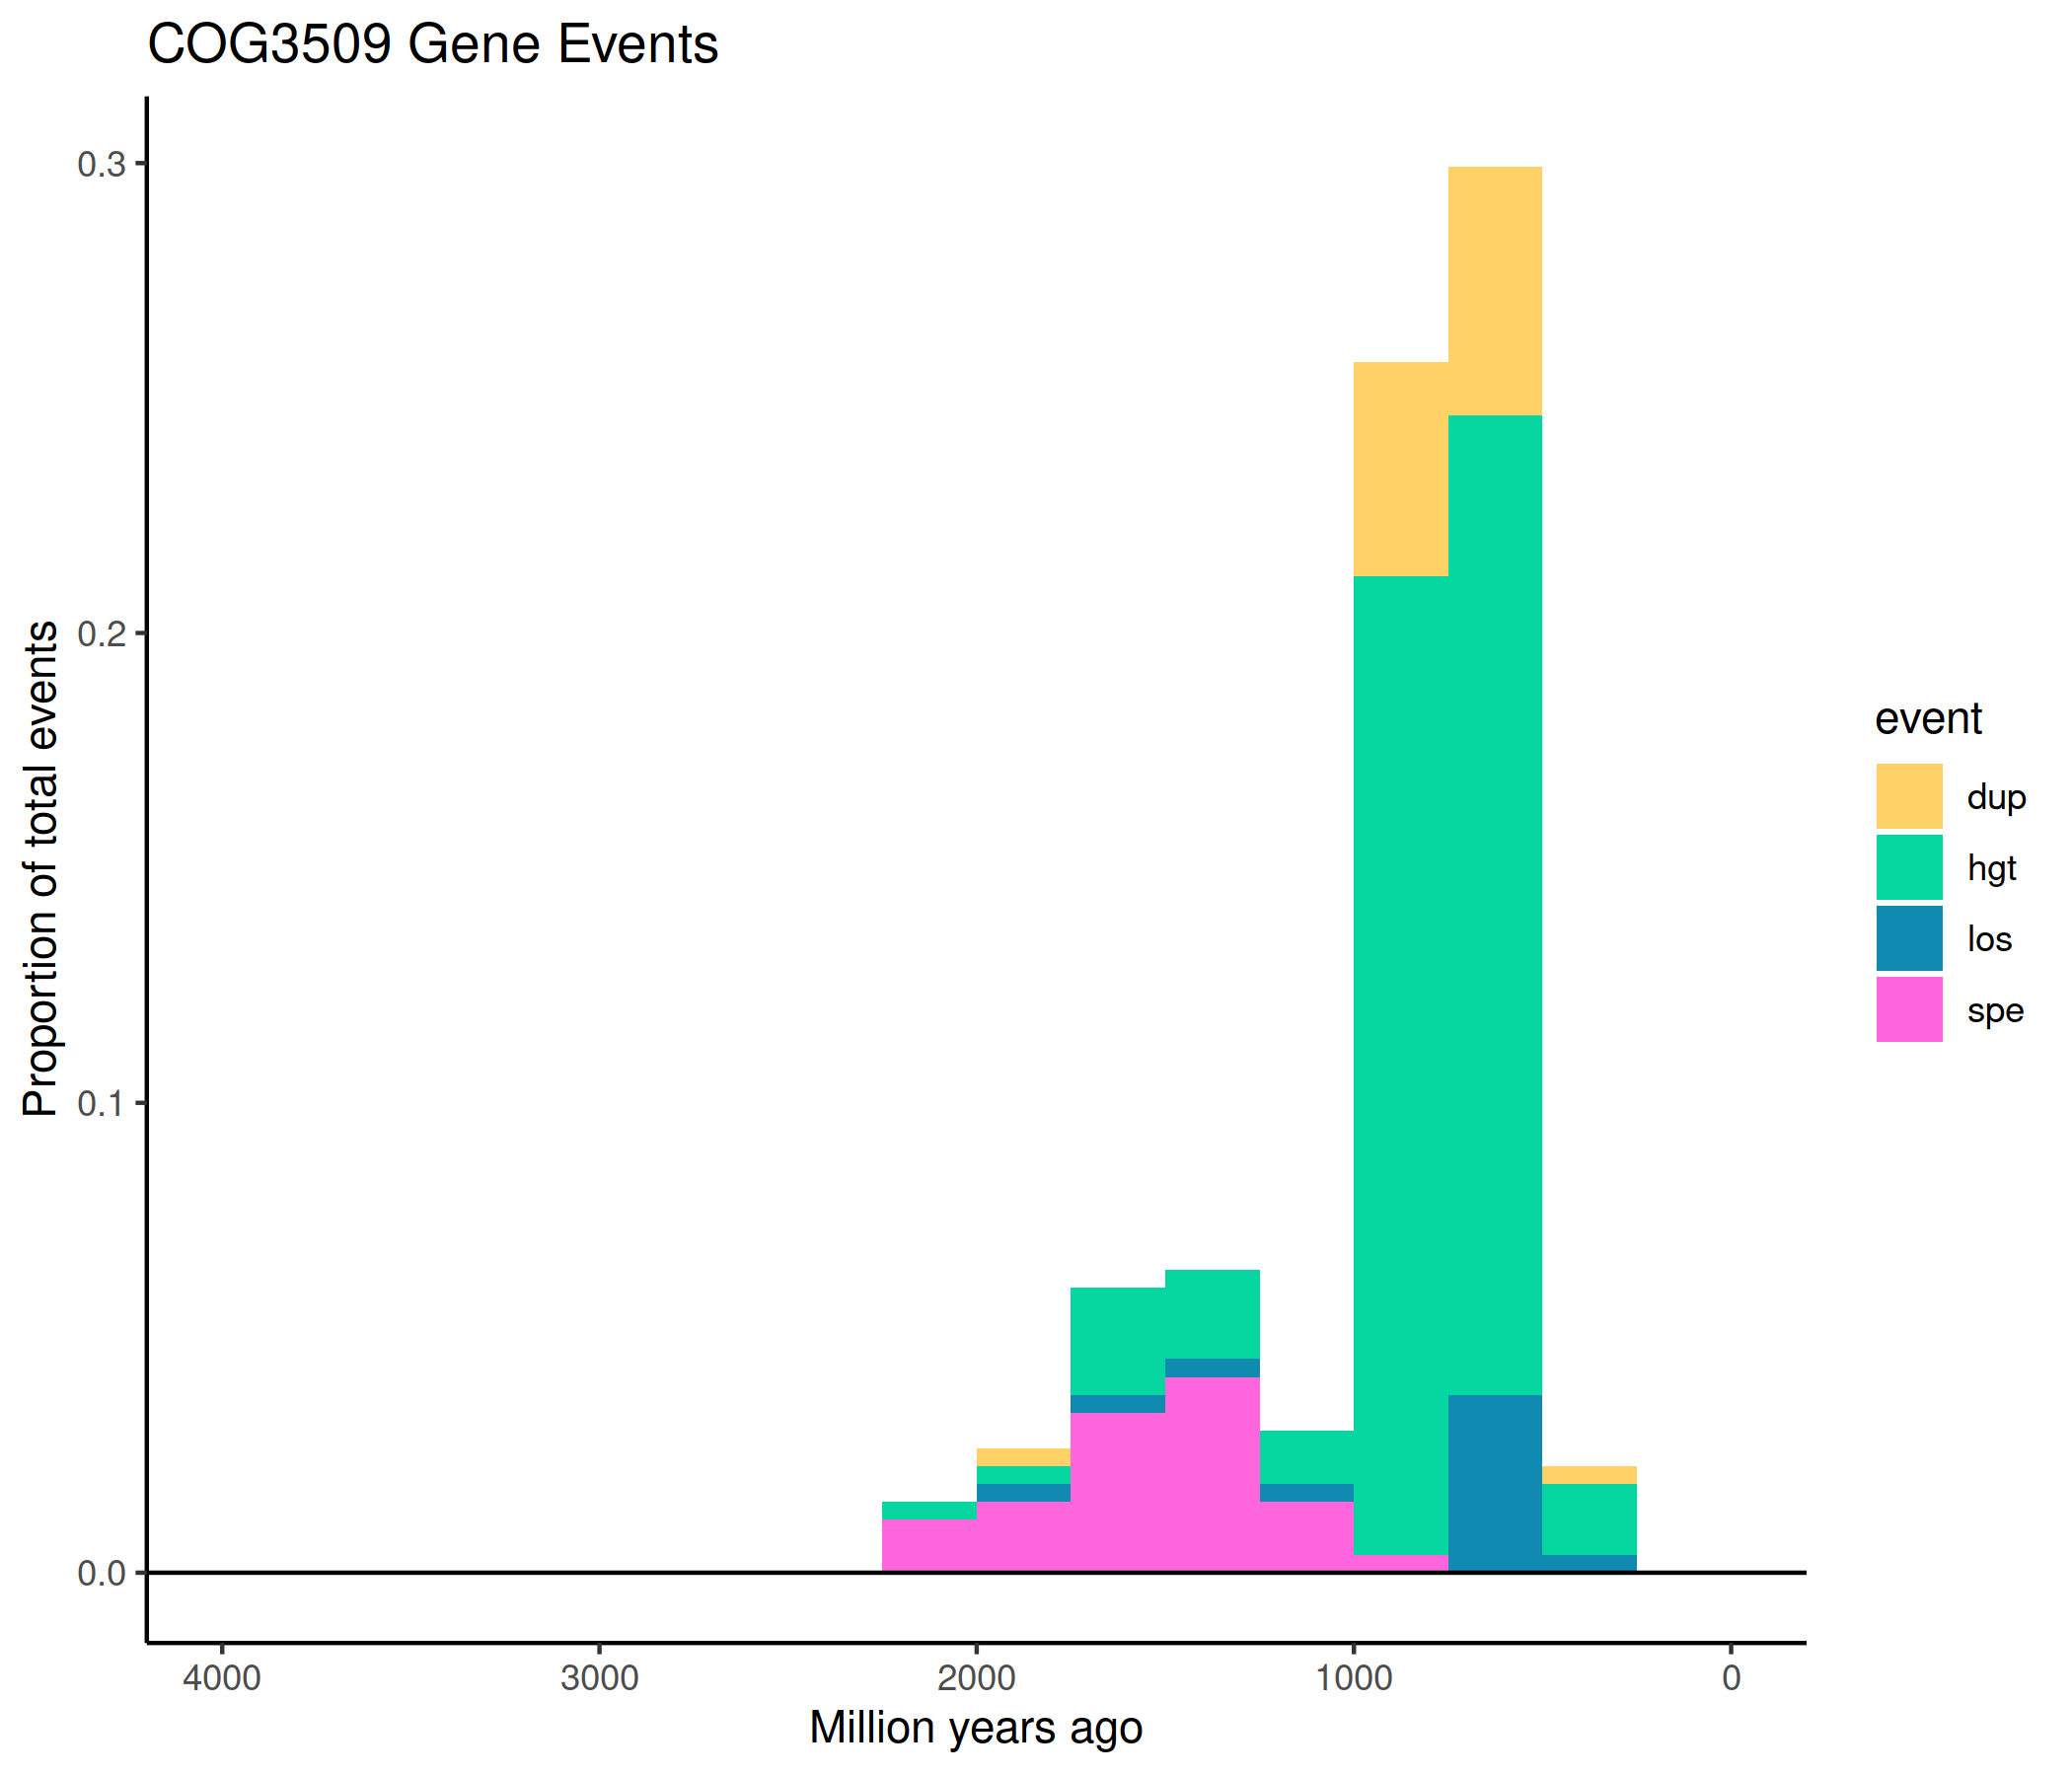 COG3509 Gene Events
0.3
0.2
0.1
0.0
Proportion of total events
4000 3000 2000 1000 0
Million years ago
event
dup
hgt
los
spe